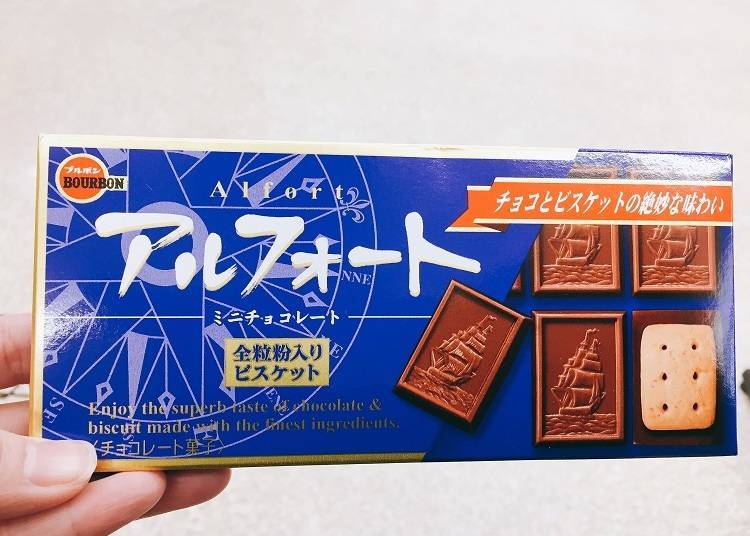 ブルボン
BOURBON
Alfort
チョコとビスケットの絶妙な味わい
アルフォート
ミニチョコレート
全粒粉入り
ビスケット
Enjoy the superb taste of chocolate &
biscuit made with the finest ingredients.
〈チョコレート菓子〉
NNE
SE